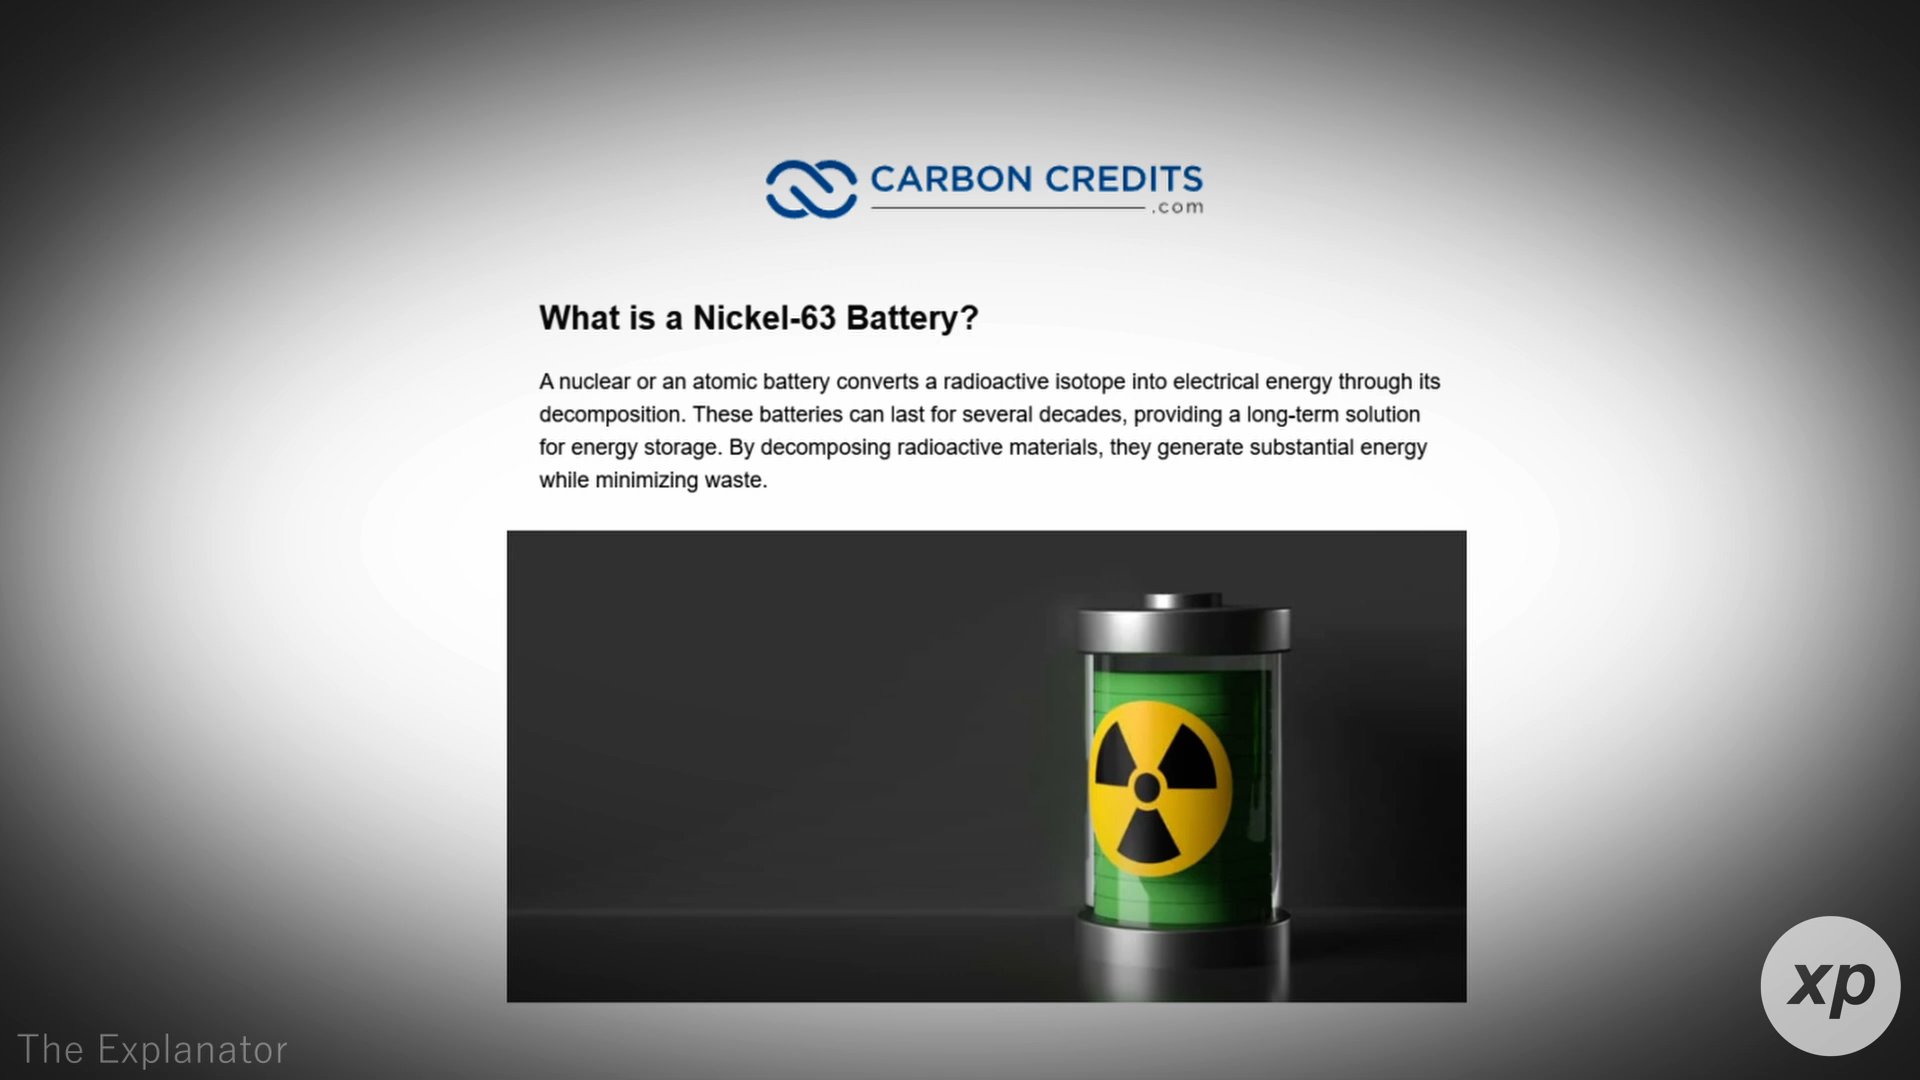 CARBON CREDITS
.com
What is a Nickel-63 Battery?
A nuclear or an atomic battery converts a radioactive isotope into electrical energy through its
decomposition. These batteries can last for several decades, providing a long-term solution
for energy storage. By decomposing radioactive materials, they generate substantial energy
while minimizing waste.
The Explanator
xp